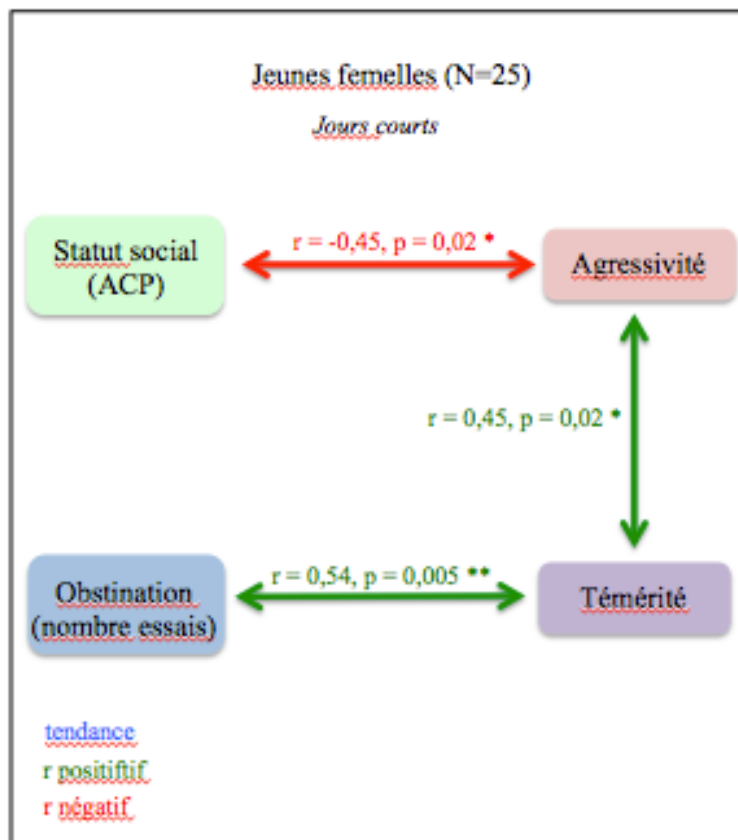 Jeunes femelles (N=25)
Jours courts
Statut social
(ACP)
r = -0,45, p = 0,02 *
Agressivité
r = 0,45, p = 0,02 *
Obstination
(nombre essais)
r = 0,54, p = 0,005 **
Témérité
tendance
r positiftif
r négatif